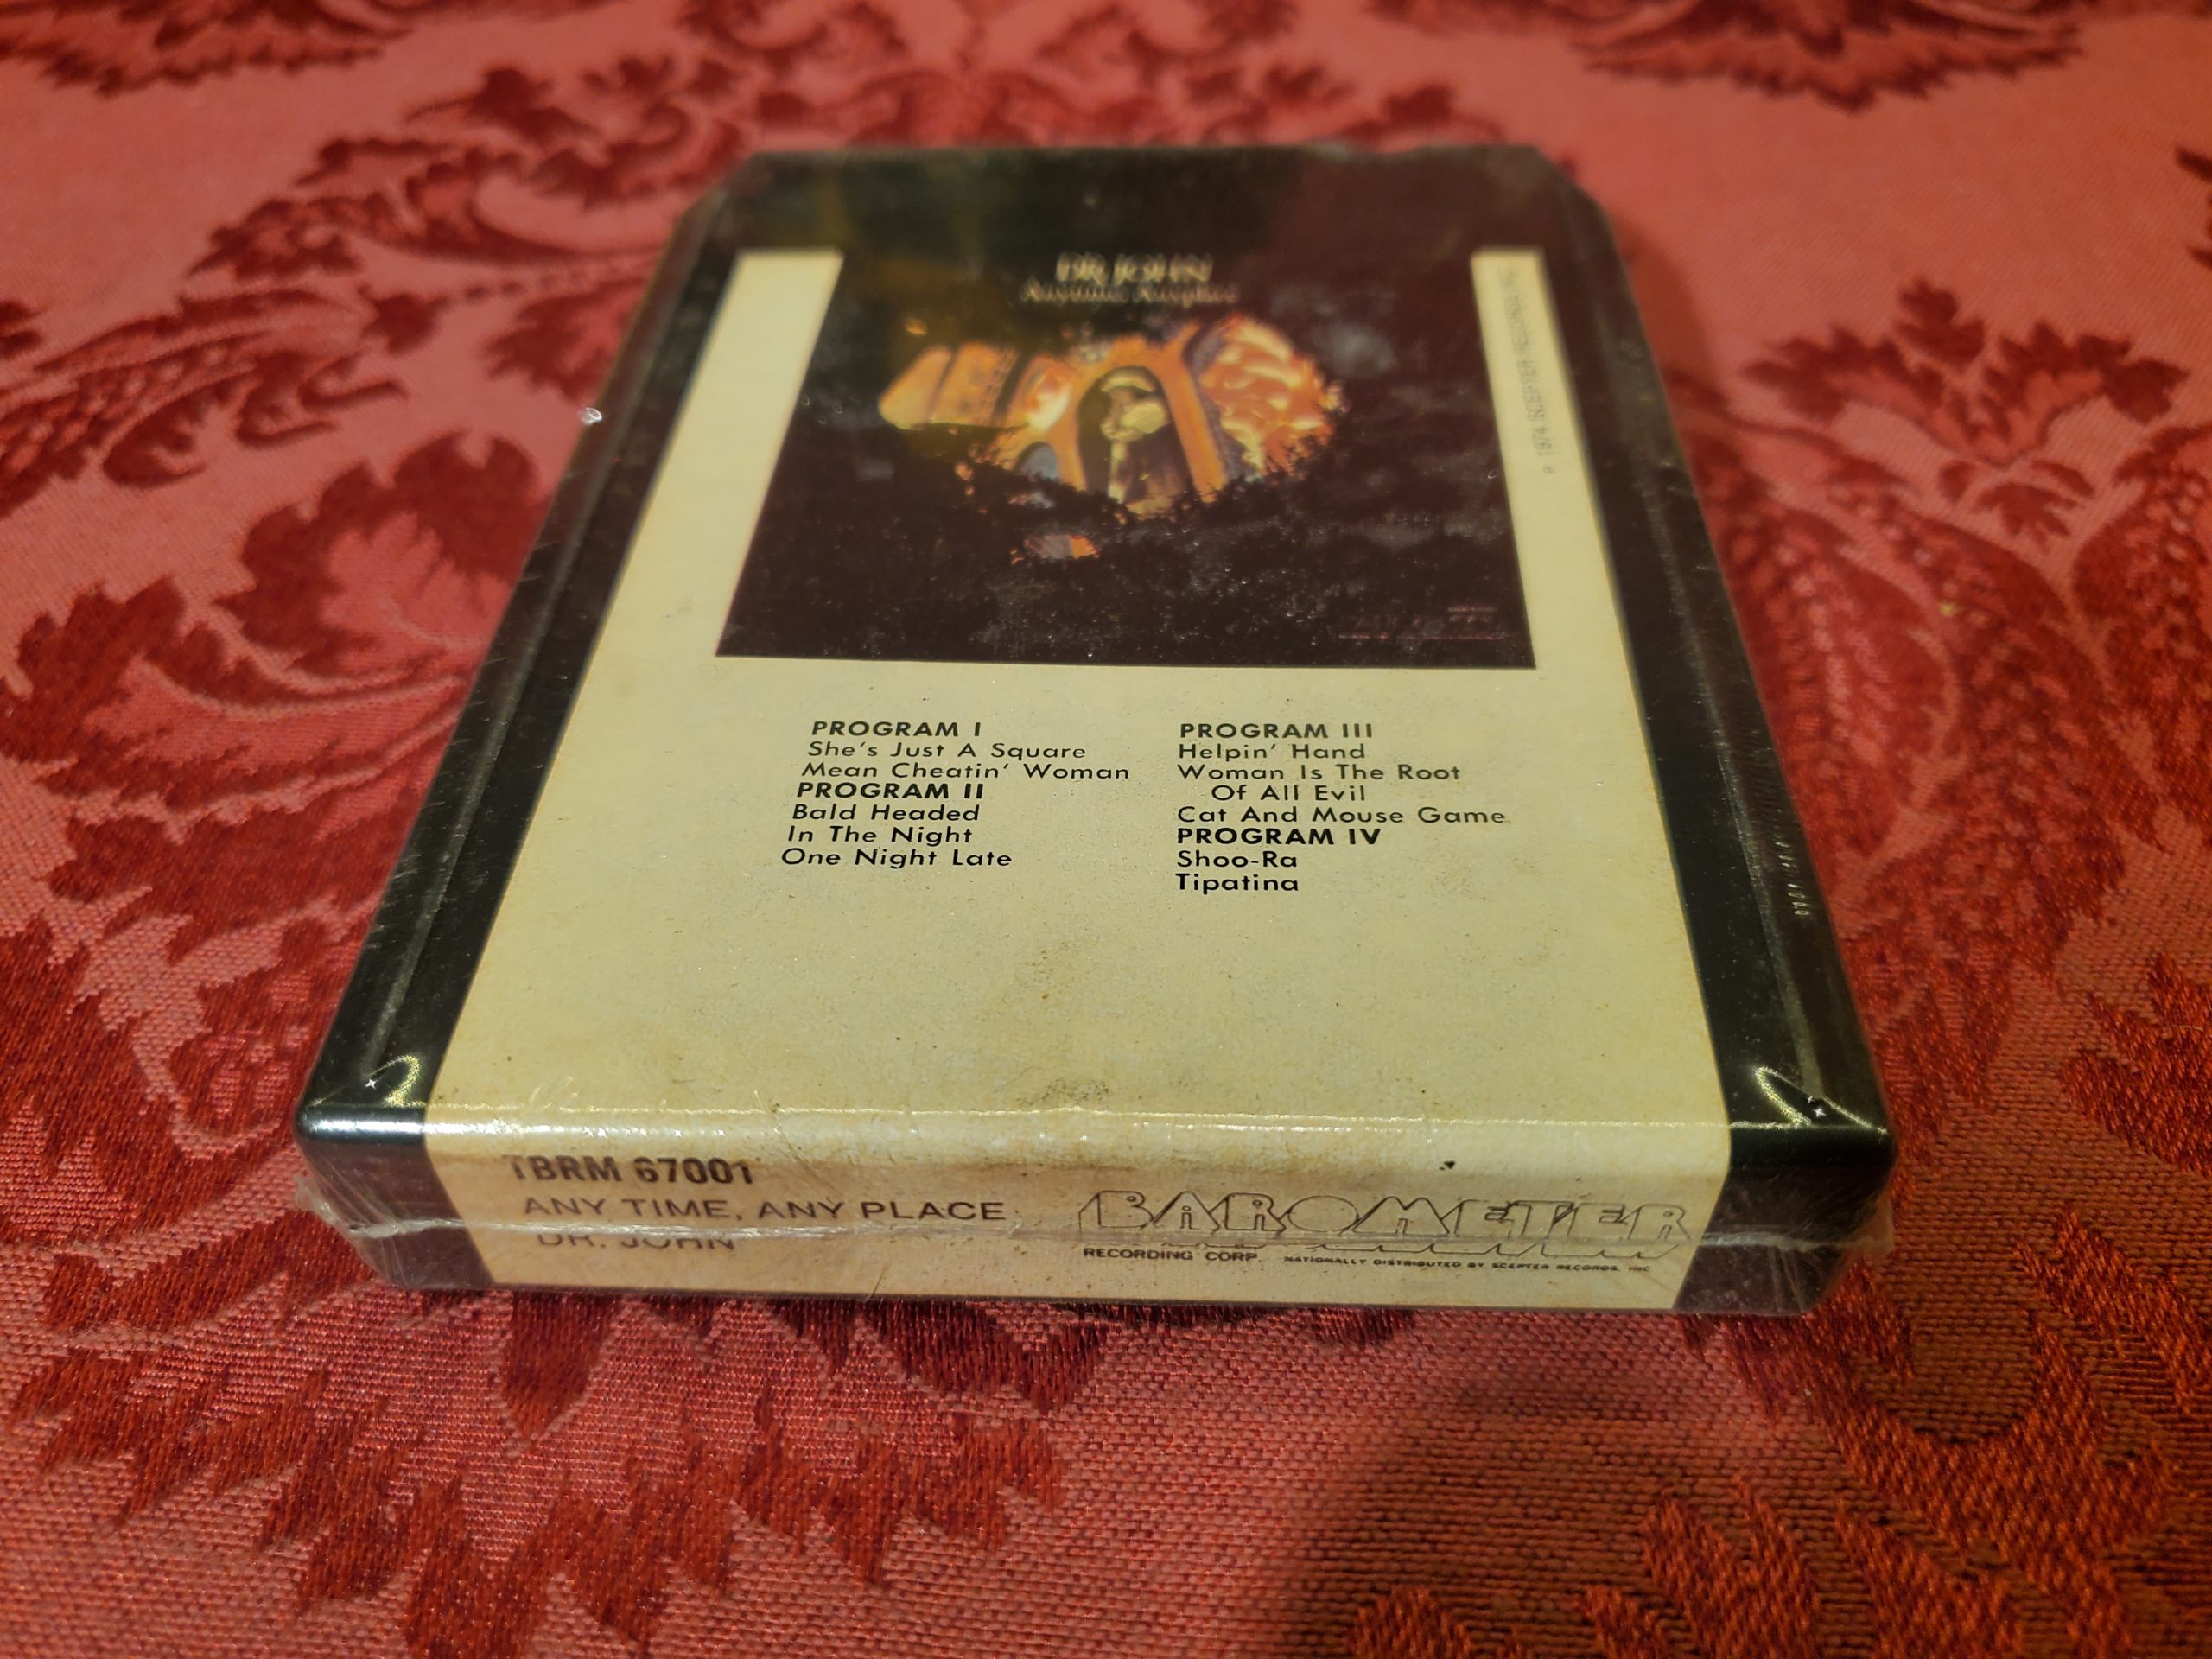 DR. JOHN
Anytime, Anyplace
P 1974 SCEPTER RECORDS, INC.
PROGRAM I
She's Just A Square
Mean Cheatin' Woman
PROGRAM II
Bald Headed
In The Night
One Night Late
PROGRAM III
Helpin' Hand
Woman Is The Root
Of All Evil
Cat And Mouse Game
PROGRAM IV
Shoo-Ra
Tipatina
TBRM 67001
ANY TIME, ANY PLACE
DR. JOHN
BAROMETER
RECORDING CORP. NATIONALLY DISTRIBUTED BY SCEPTER RECORDS, INC